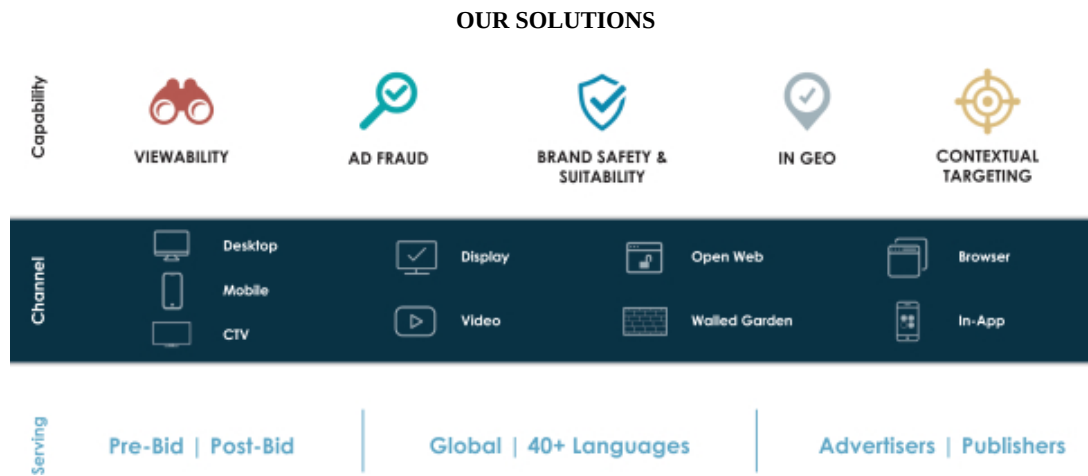 OUR SOLUTIONS
Capability
VIEWABILITY
AD FRAUD
BRAND SAFETY &
SUITABILITY
IN GEO
CONTEXTUAL
TARGETING
Channel
Desktop
Mobile
CTV
Display
Video
Open Web
Walled Garden
Browser
In-App
Serving
Pre-Bid | Post-Bid
Global | 40+ Languages
Advertisers | Publishers